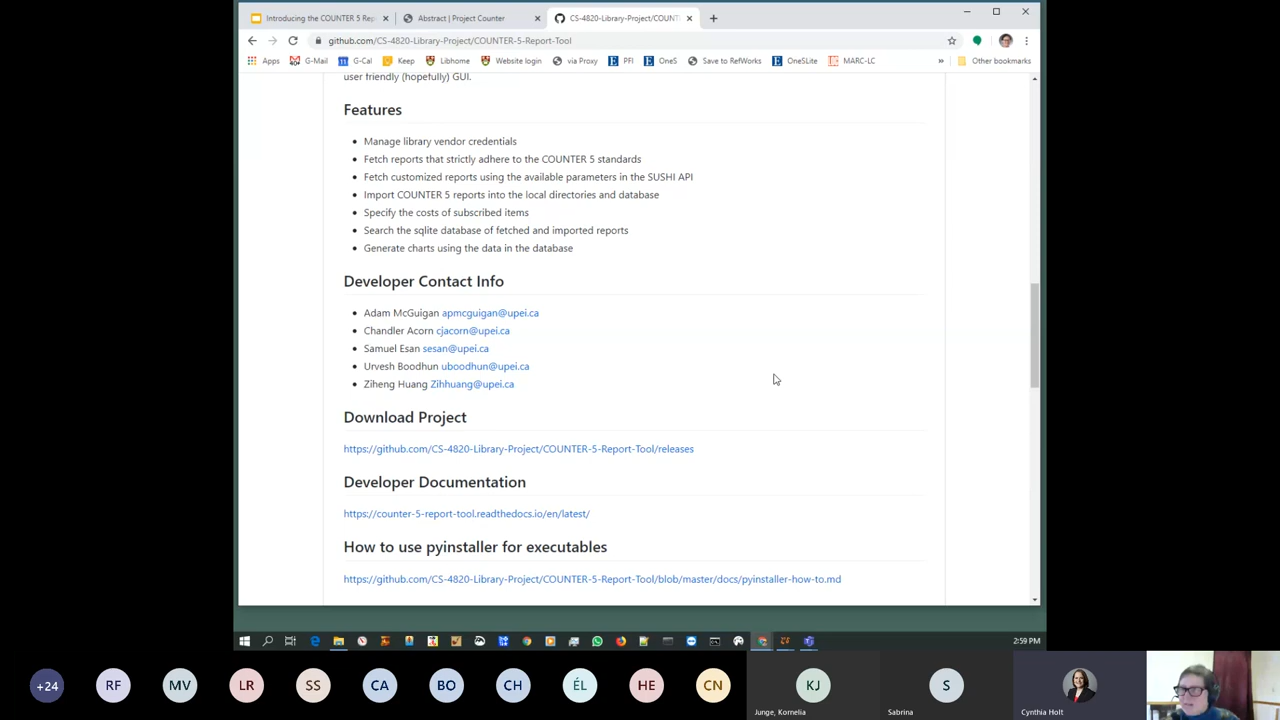 Introducing the COUNTER 5 Rep
Abstract | Project Counter
CS-4820-Library-Project/COUNT
github.com/CS-4820-Library-Project/COUNTER-5-Report-Tool
Apps
G-Mail
G-Cal
Keep
Libhome
Website login
via Proxy
PFI
OneS
Save to RefWorks
OneSLite
MARC-LC
»
Other bookmarks
user friendly (hopefully) GUI.
Features
Manage library vendor credentials
Fetch reports that strictly adhere to the COUNTER 5 standards
Fetch customized reports using the available parameters in the SUSHI API
Import COUNTER 5 reports into the local directories and database
Specify the costs of subscribed items
Search the sqlite database of fetched and imported reports
Generate charts using the data in the database
Developer Contact Info
Adam McGuigan apmcguigan@upei.ca
Chandler Acorn cjacorn@upei.ca
Samuel Esan sesan@upei.ca
Urvesh Boodhun uboodhun@upei.ca
Ziheng Huang Zihhuang@upei.ca
Download Project
https://github.com/CS-4820-Library-Project/COUNTER-5-Report-Tool/releases
Developer Documentation
https://counter-5-report-tool.readthedocs.io/en/latest/
How to use pyinstaller for executables
https://github.com/CS-4820-Library-Project/COUNTER-5-Report-Tool/blob/master/docs/pyinstaller-how-to.md
2:59 PM
+24
RF
MV
LR
SS
CA
BO
CH
ÉL
HE
CN
KJ
Junge, Kornelia
S
Sabrina
Cynthia Holt